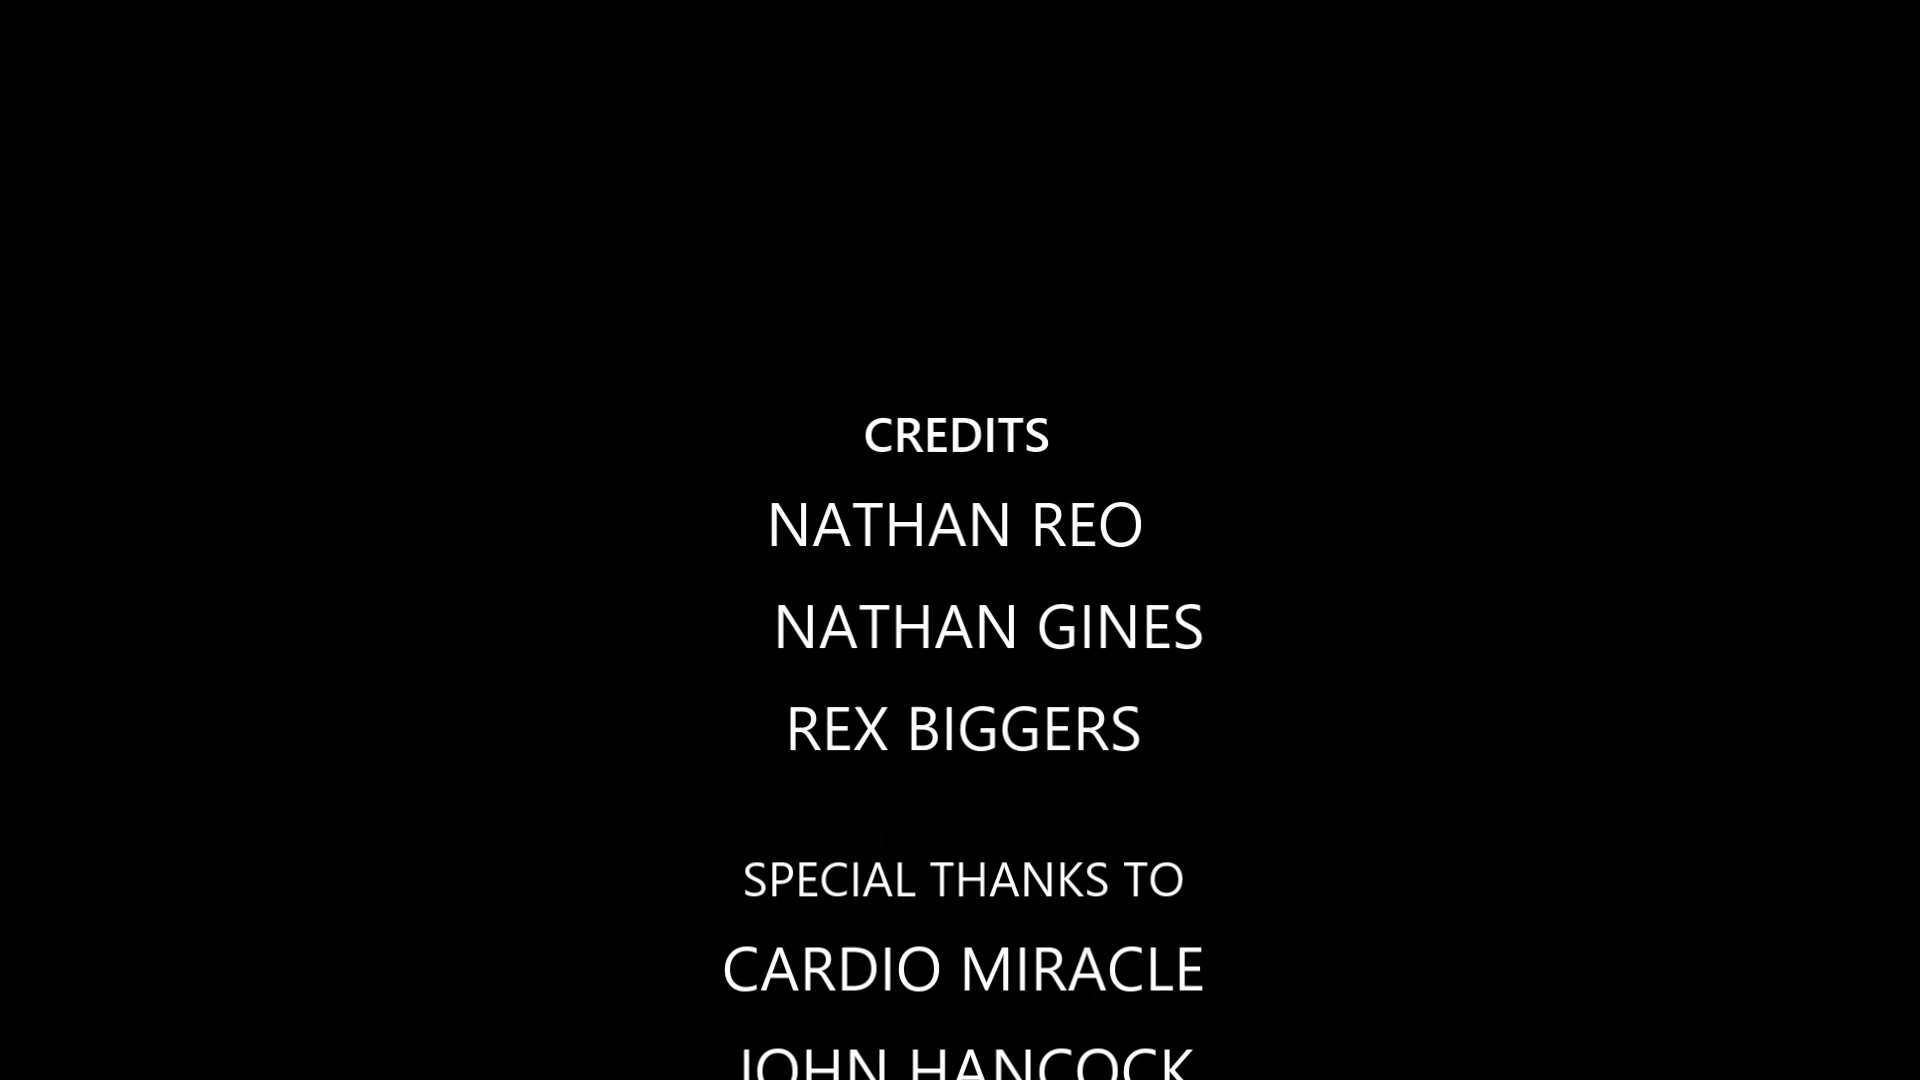 CREDITS
NATHAN REO
NATHAN GINES
REX BIGGERS
SPECIAL THANKS TO
CARDIO MIRACLE
JOHN HANCOCK